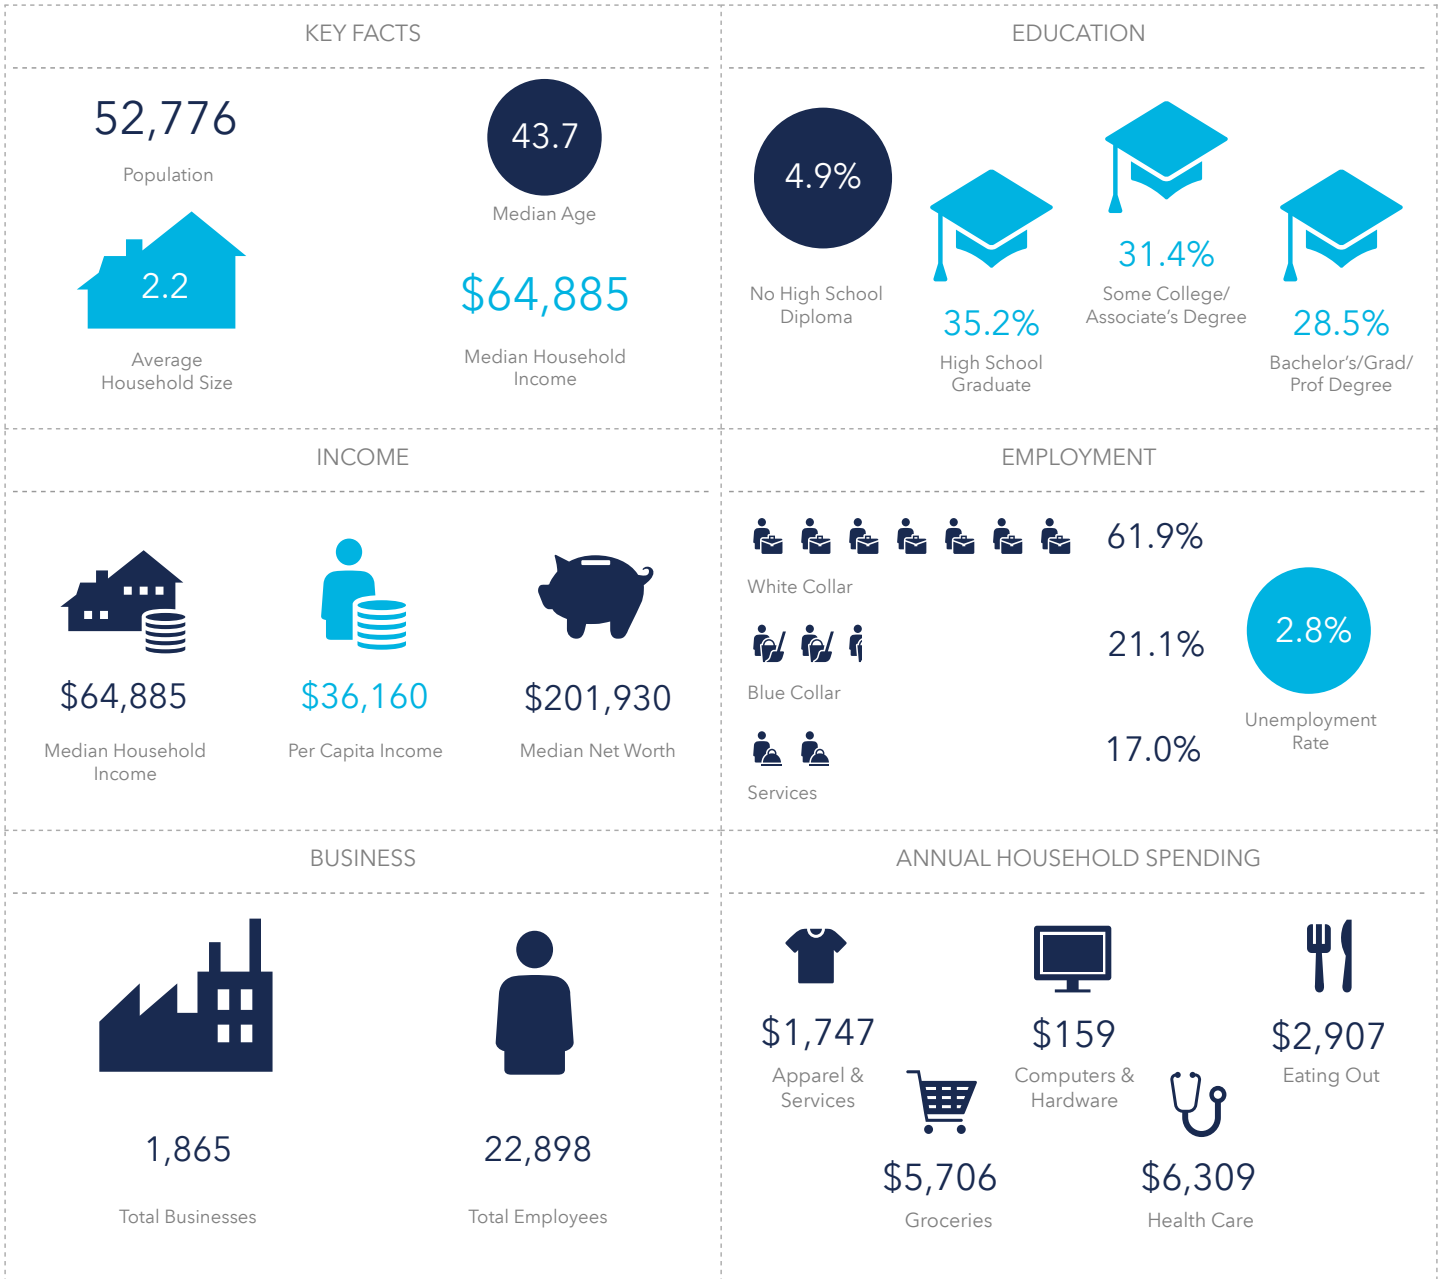 KEY FACTS
52,776
Population
43.7
Median Age
2.2
Average
Household Size
$64,885
Median Household
Income
EDUCATION
4.9%
No High School
Diploma
35.2%
High School
Graduate
31.4%
Some College/
Associate's Degree
28.5%
Bachelor's/Grad/
Prof Degree
INCOME
$64,885
Median Household
Income
$36,160
Per Capita Income
$201,930
Median Net Worth
EMPLOYMENT
61.9%
White Collar
21.1%
Blue Collar
17.0%
Services
2.8%
Unemployment
Rate
BUSINESS
1,865
Total Businesses
22,898
Total Employees
ANNUAL HOUSEHOLD SPENDING
$1,747
Apparel &
Services
$159
Computers &
Hardware
$2,907
Eating Out
$5,706
Groceries
$6,309
Health Care